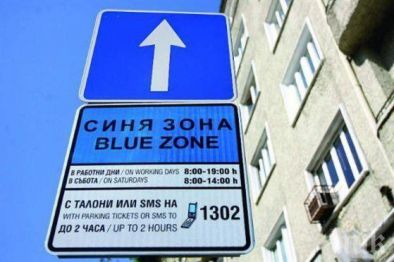 СИНЯ ЗОНА
BLUE ZONE
В РАБОТНИ ДНИ / ON WORKING DAYS 8:00-19:00 h
В СЪБОТА / ON SATURDAYS 8:00-14:00 h
С ТАЛОНИ ИЛИ SMS НА
WITH PARKING TICKETS OR SMS TO
1302
ДО 2 ЧАСА / UP TO 2 HOURS